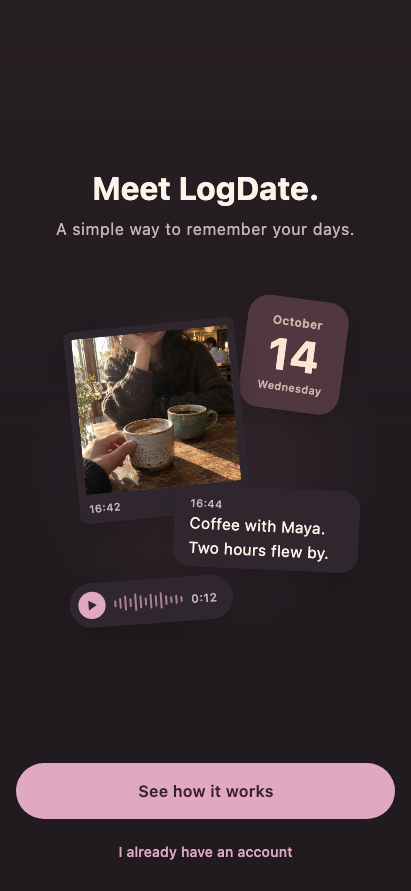 Meet LogDate.
A simple way to remember your days.
October
14
Wednesday
16:42
16:44
Coffee with Maya.
Two hours flew by.
0:12
See how it works
I already have an account